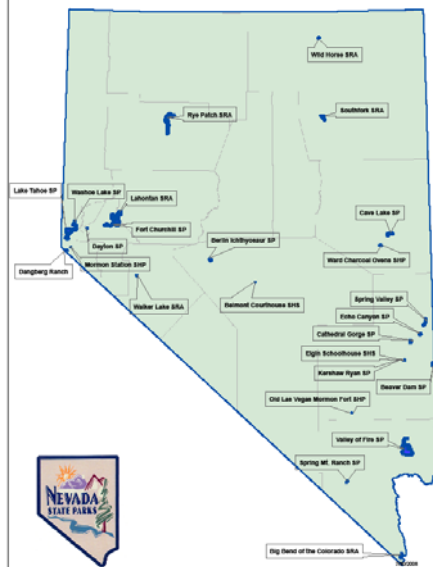 Wild Horse SRA
Rye Patch SRA
Southfork SRA
Lake Tahoe SP
Washoe Lake SP
Lahontan SRA
Fort Churchill SP
Dayton SP
Mormon Station SHP
Dangberg Ranch
Walker Lake SRA
Berlin Ichthyosaur SP
Belmont Courthouse SHS
Cave Lake SP
Ward Charcoal Ovens SHP
Spring Valley SP
Echo Canyon SP
Cathedral Gorge SP
Elgin Schoolhouse SHS
Kershaw Ryan SP
Beaver Dam SP
Old Las Vegas Mormon Fort SHP
Valley of Fire SP
Spring Mt. Ranch SP
Big Bend of the Colorado SRA
NEVADA
STATE PARKS